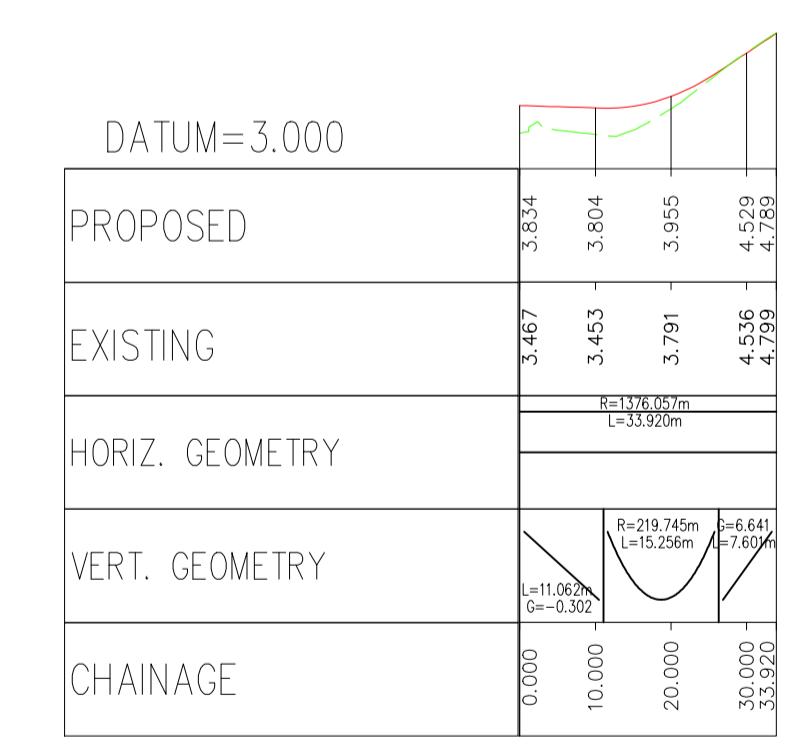 DATUM=3.000
PROPOSED
3.834
3.804
3.955
4.529
4.789
EXISTING
3.467
3.453
3.791
4.536
4.799
HORIZ. GEOMETRY
R=1376.057m
L=33.920m
VERT. GEOMETRY
L=11.062m
G=-0.302
R=219.745m
L=15.256m
G=6.641
L=7.601m
CHAINAGE
0.000
10.000
20.000
30.000
33.920